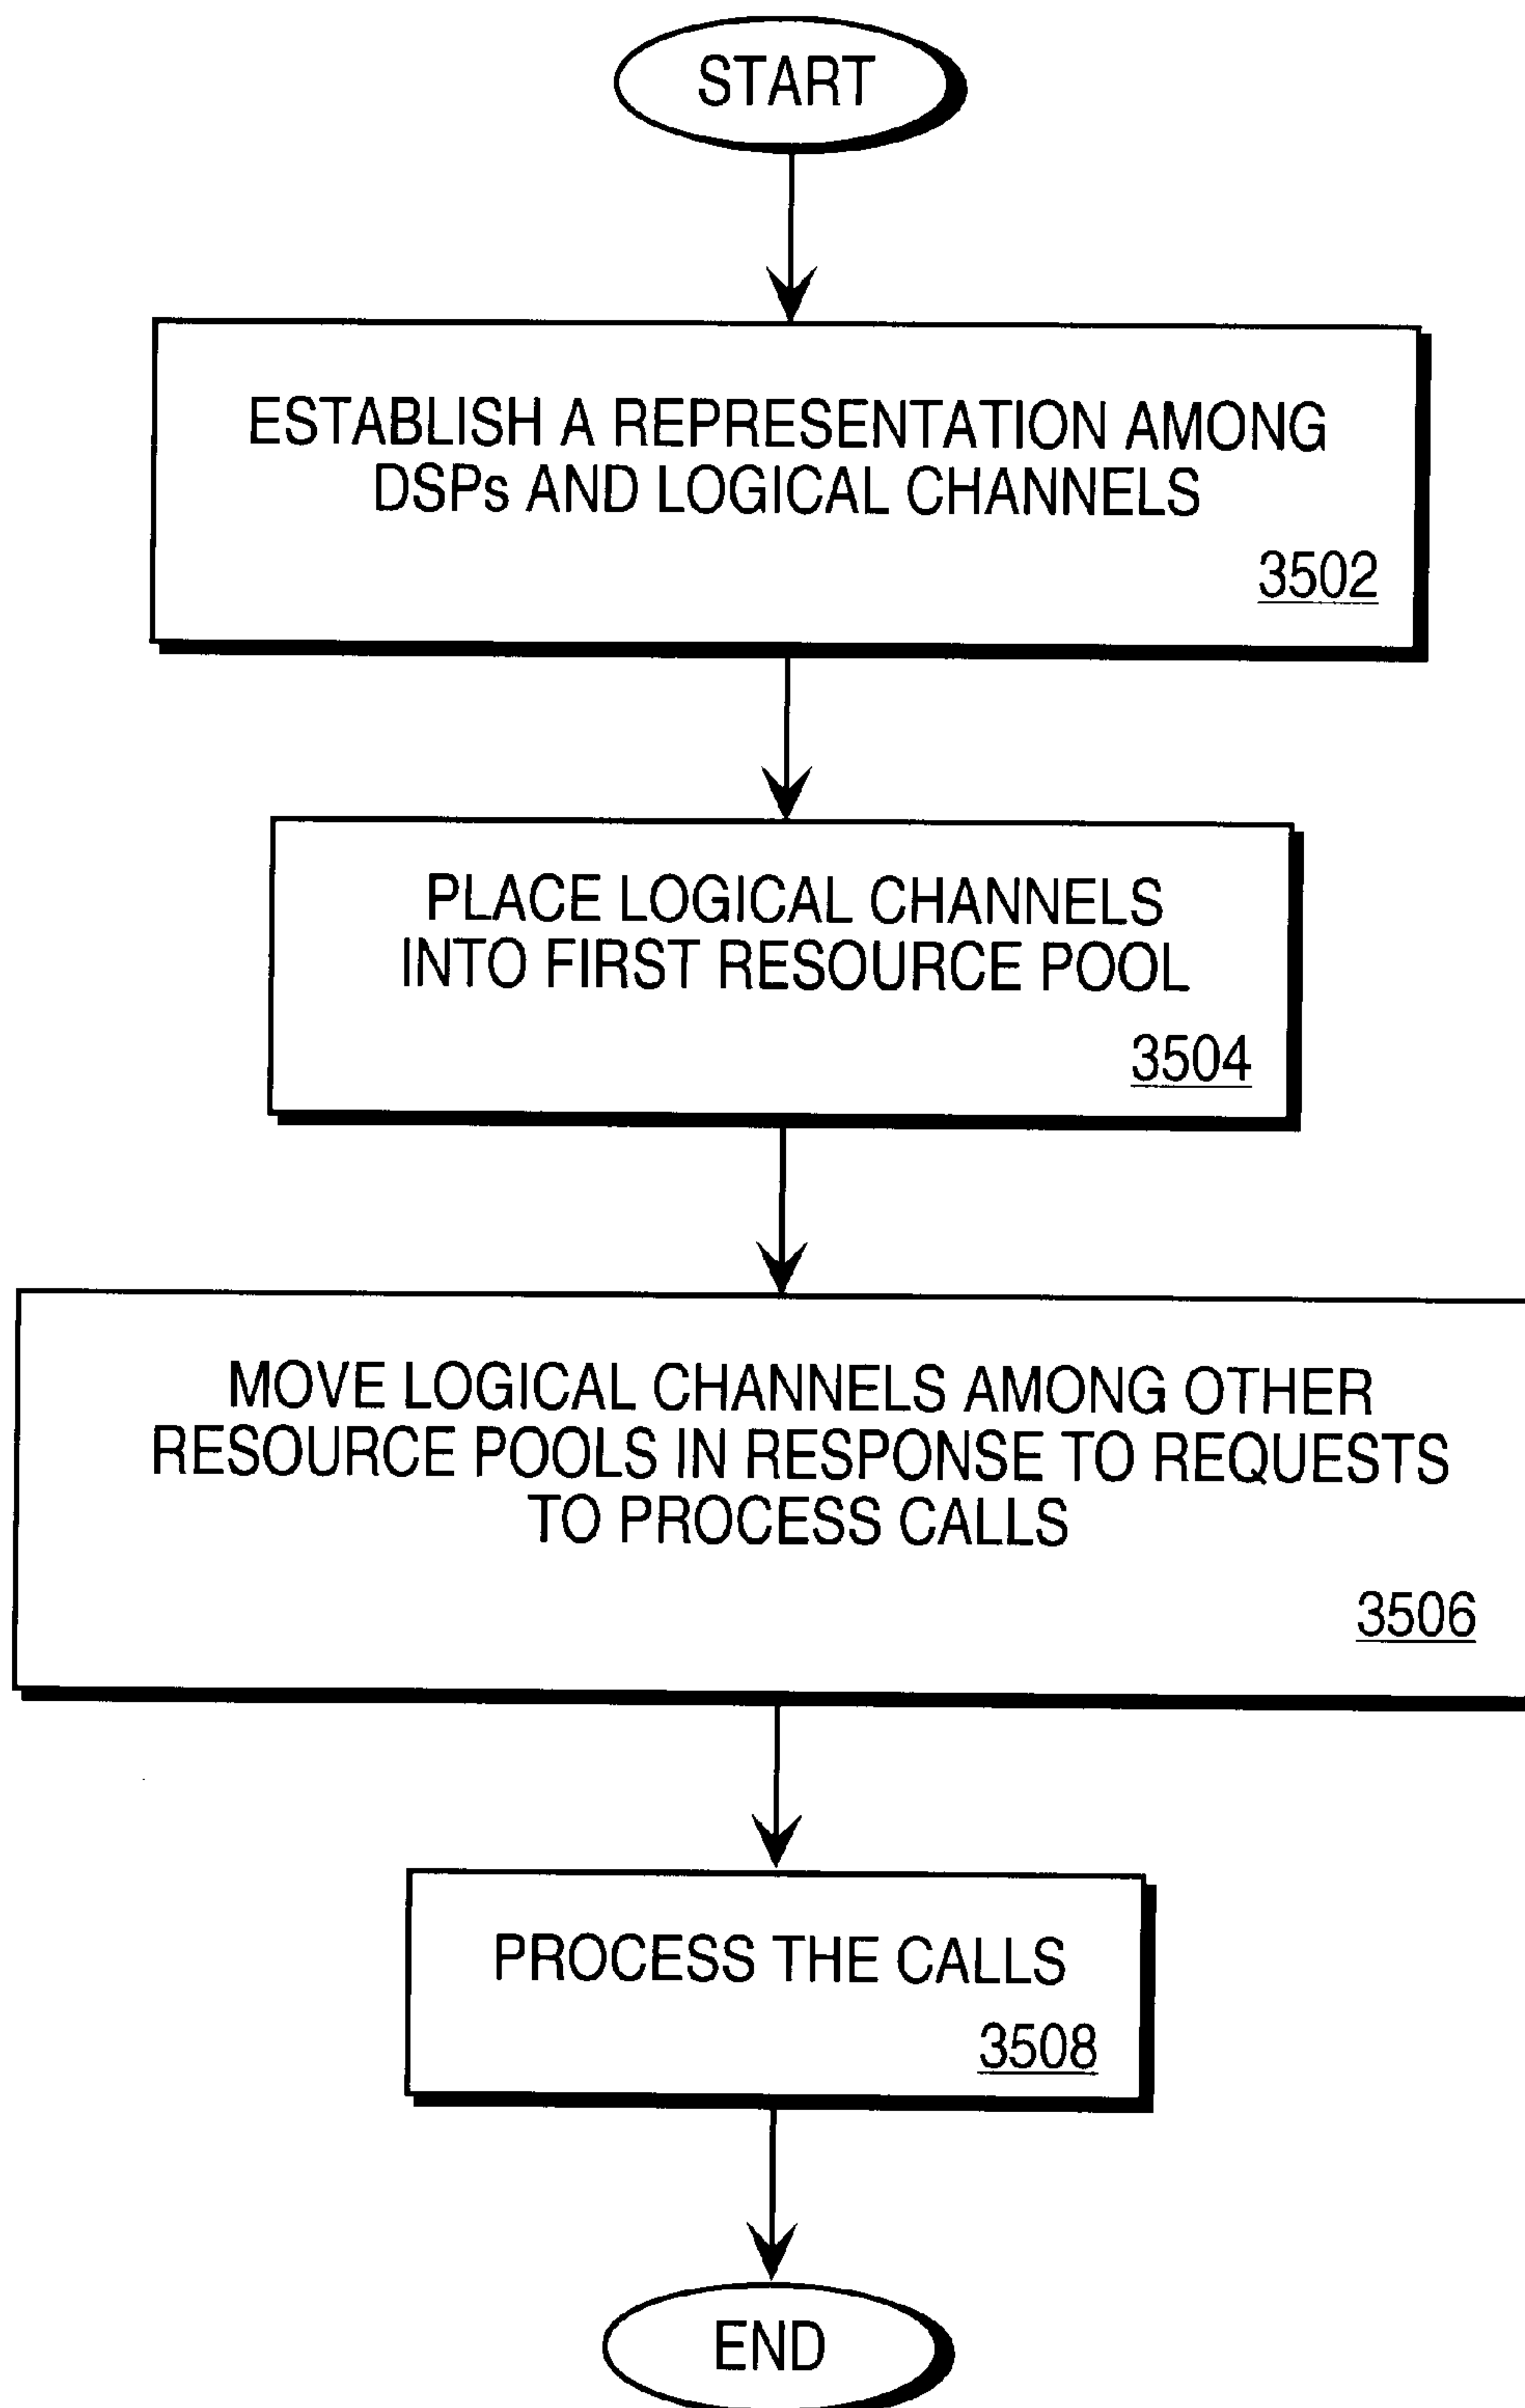 START
ESTABLISH A REPRESENTATION AMONG
DSPs AND LOGICAL CHANNELS
3502
PLACE LOGICAL CHANNELS
INTO FIRST RESOURCE POOL
3504
MOVE LOGICAL CHANNELS AMONG OTHER
RESOURCE POOLS IN RESPONSE TO REQUESTS
TO PROCESS CALLS
3506
PROCESS THE CALLS
3508
END